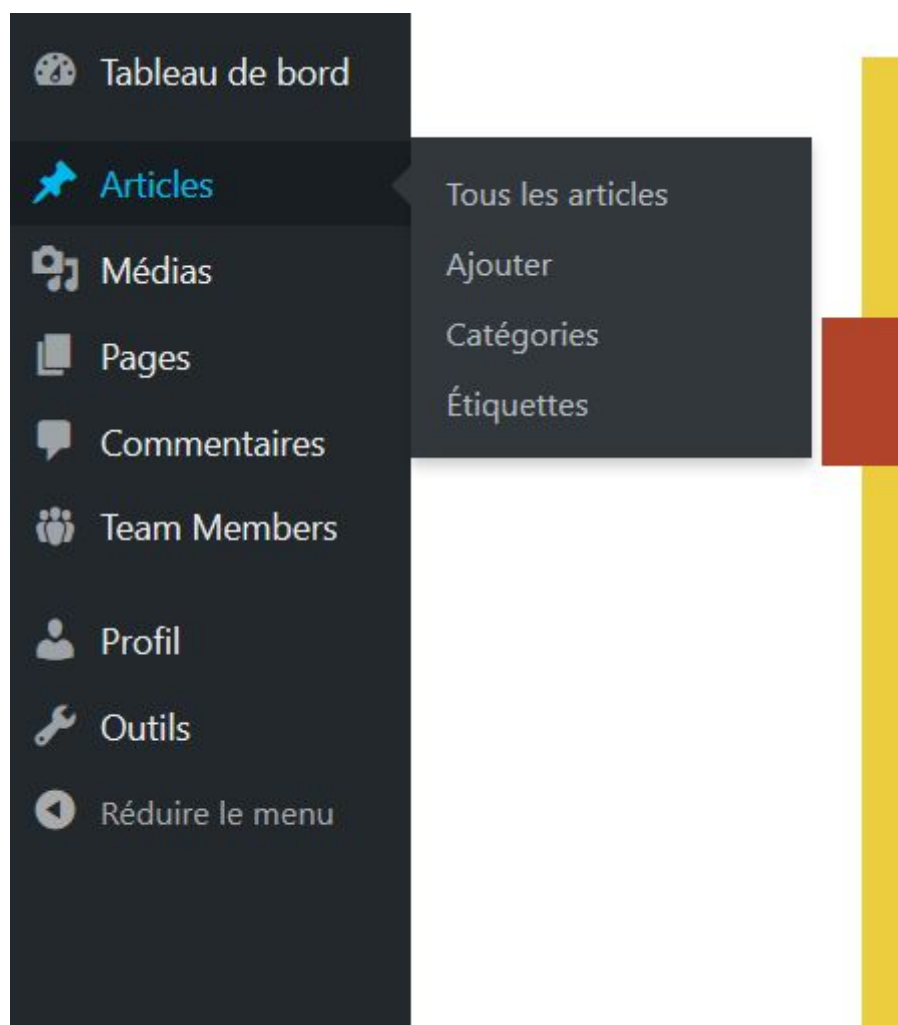 Tableau de bord
Articles
Tous les articles
Ajouter
Catégories
Étiquettes
Médias
Pages
Commentaires
Team Members
Profil
Outils
Réduire le menu